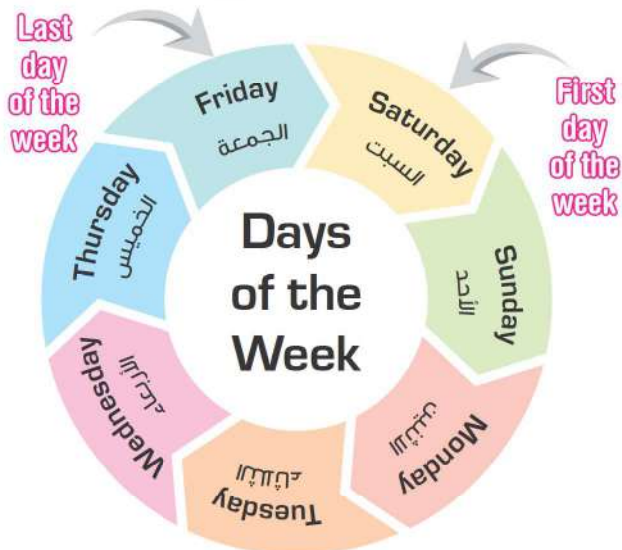 Last
day
of the
week
First
day
of the
week
Days
of the
Week
Saturday
السبت
Sunday
الأحد
Monday
الاثنين
Tuesday
الثلاثاء
Wednesday
الأربعاء
Thursday
الخميس
Friday
الجمعة